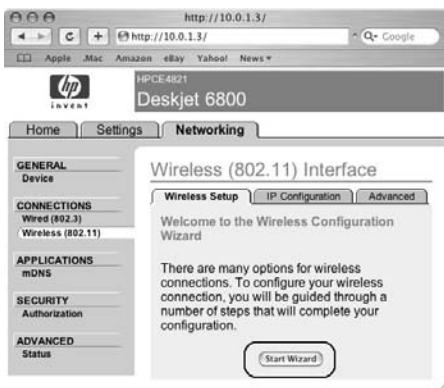 http://10.0.1.3/
http://10.0.1.3/
Google
Apple .Mac Amazon eBay Yahoo! News
hp
invent
HPCE4821
Deskjet 6800
Home Settings Networking
GENERAL
Device
CONNECTIONS
Wired (802.3)
Wireless (802.11)
APPLICATIONS
mDNS
SECURITY
Authorization
ADVANCED
Status
Wireless (802.11) Interface
Wireless Setup IP Configuration Advanced
Welcome to the Wireless Configuration
Wizard
There are many options for wireless
connections. To configure your wireless
connection, you will be guided through a
number of steps that will complete your
configuration.
Start Wizard